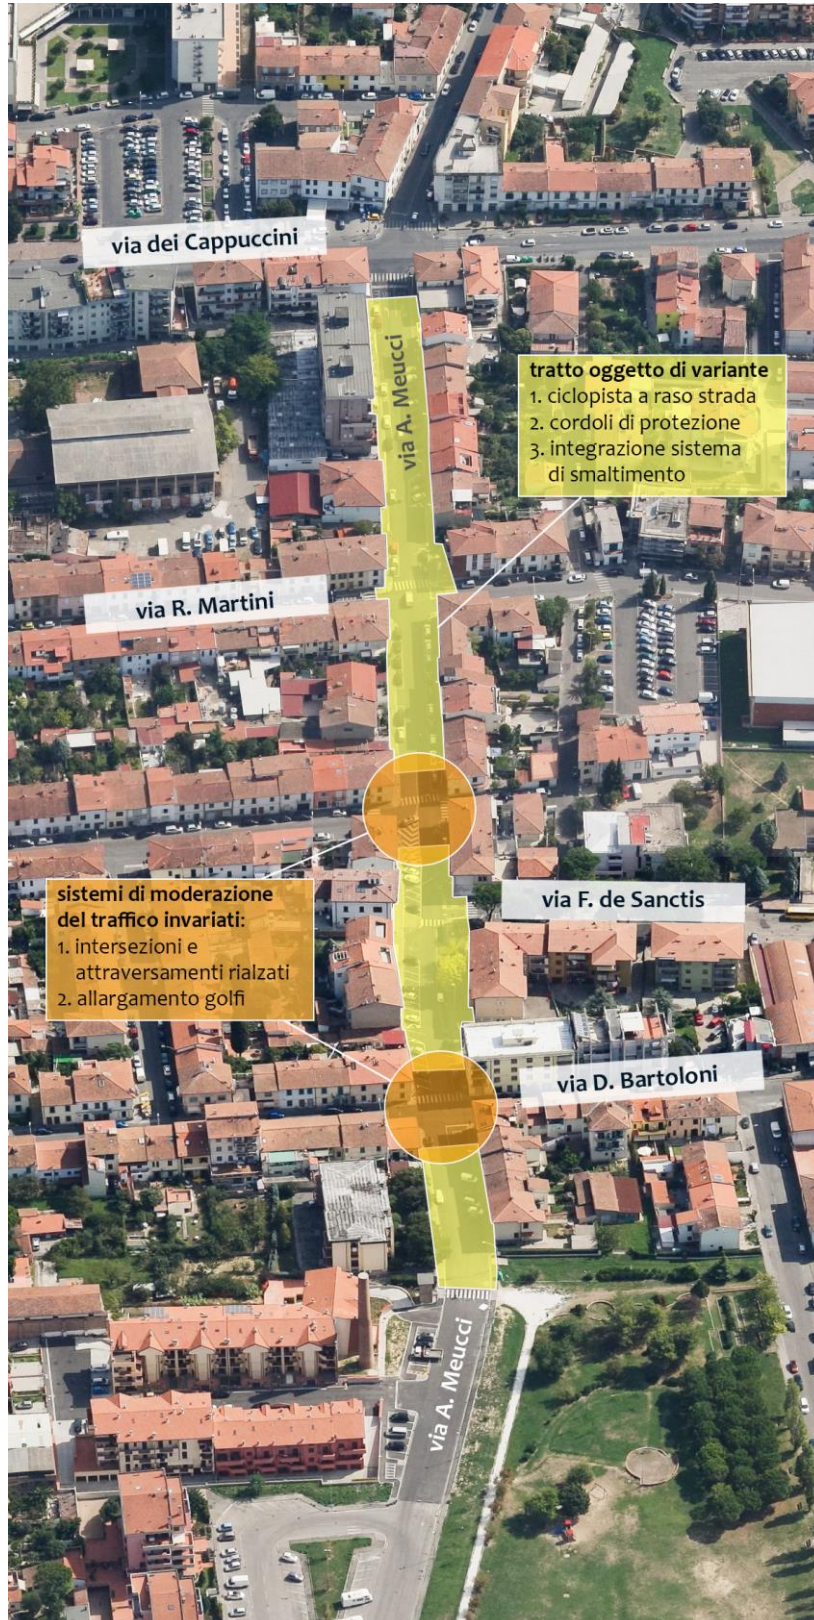 via dei Cappuccini
via A. Meucci
tratto oggetto di variante
1. ciclopista a raso strada
2. cordoli di protezione
3. integrazione sistema
di smaltimento
via R. Martini
sistemi di moderazione
del traffico invariati:
1. intersezioni e
attraversamenti rialzati
2. allargamento golfi
via F. de Sanctis
via D. Bartoloni
via A. Meucci